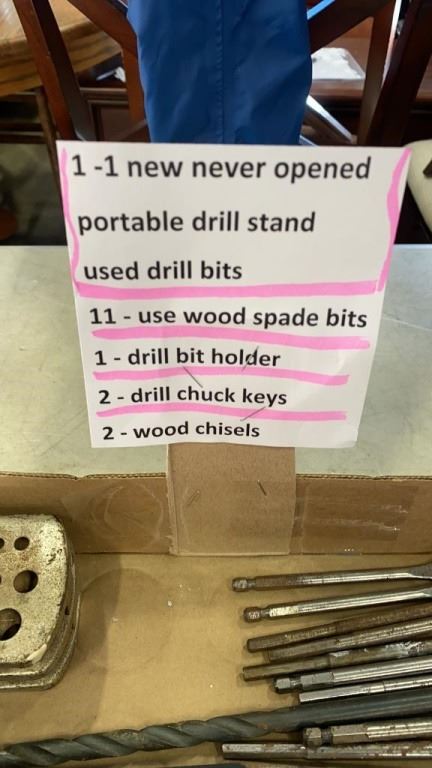 1 -1 new never opened
portable drill stand
used drill bits
11 - use wood spade bits
1 - drill bit holder
2 - drill chuck keys
2 - wood chisels